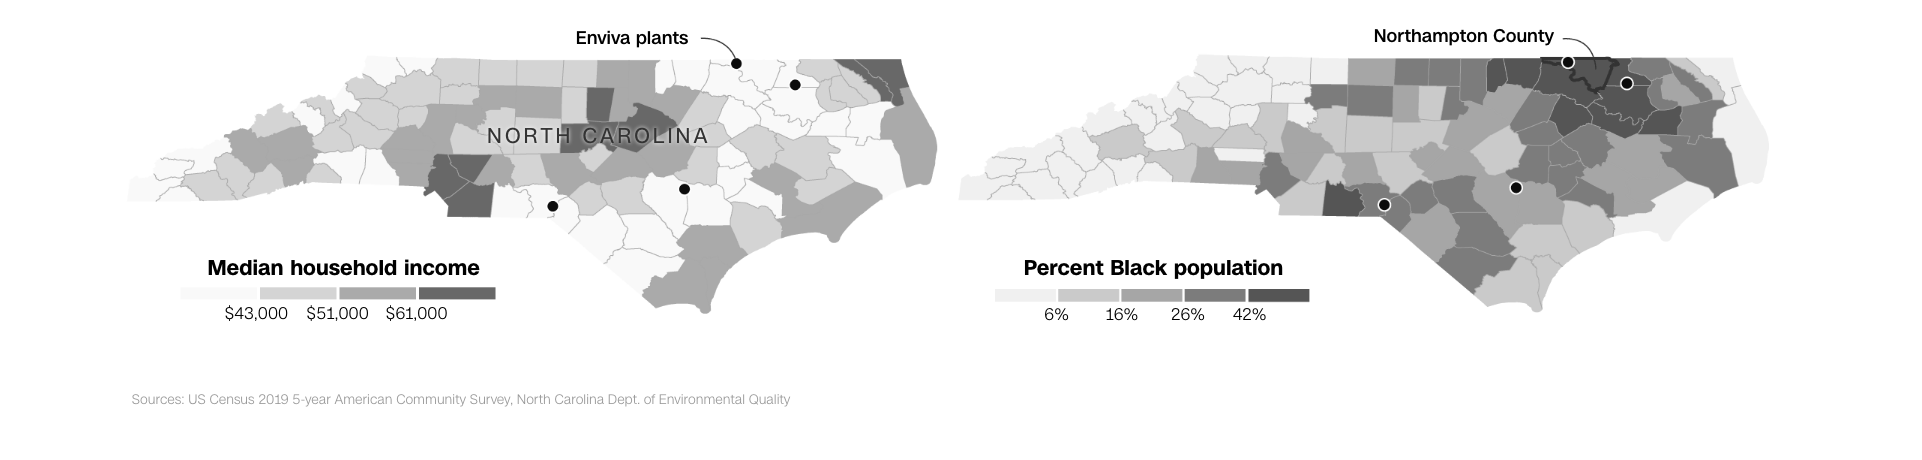 Enviva plants
NORTH CAROLINA
Median household income
$43,000 $51,000 $61,000
Northampton County
Percent Black population
6% 16% 26% 42%
Sources: US Census 2019 5-year American Community Survey, North Carolina Dept. of Environmental Quality